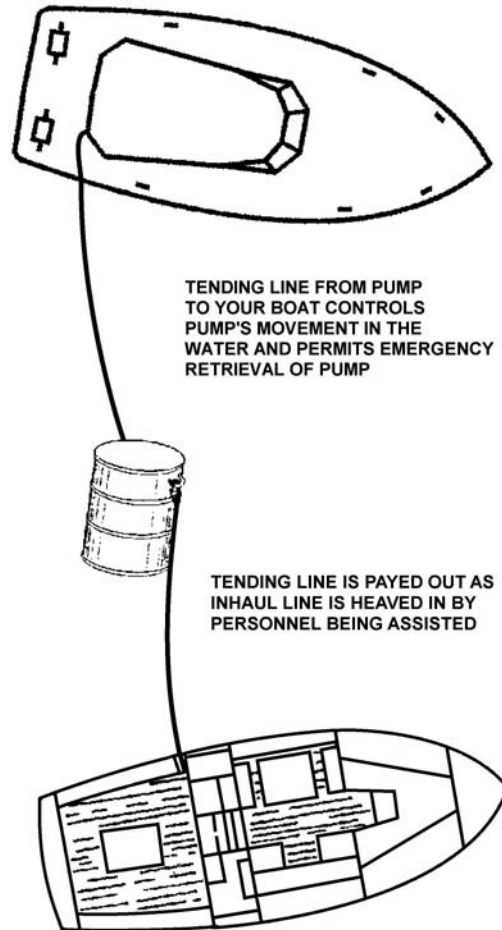 TENDING LINE FROM PUMP
TO YOUR BOAT CONTROLS
PUMP'S MOVEMENT IN THE
WATER AND PERMITS EMERGENCY
RETRIEVAL OF PUMP
TENDING LINE IS PAYED OUT AS
INHAUL LINE IS HEAVED IN BY
PERSONNEL BEING ASSISTED